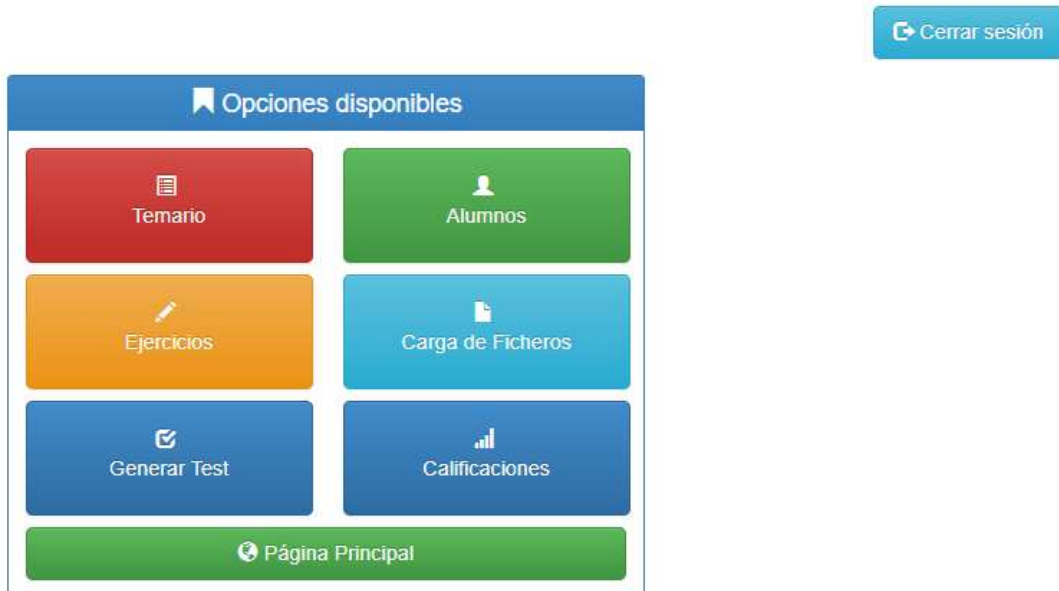 Cerrar sesión
Opciones disponibles
Temario
Alumnos
Ejercicios
Carga de Ficheros
Generar Test
Calificaciones
Página Principal